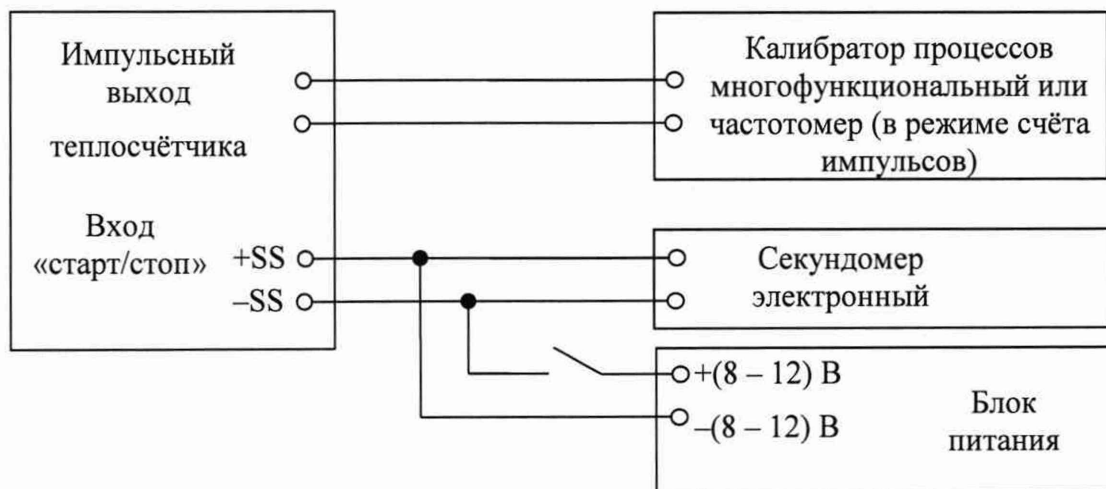 Импульсный
выход
теплосчётчика
Калибратор процессов
многофункциональный или
частотомер (в режиме счёта
импульсов)
Вход
«старт/стоп»
+SS
–SS
Секундомер
электронный
+(8 – 12) В
–(8 – 12) В
Блок
питания